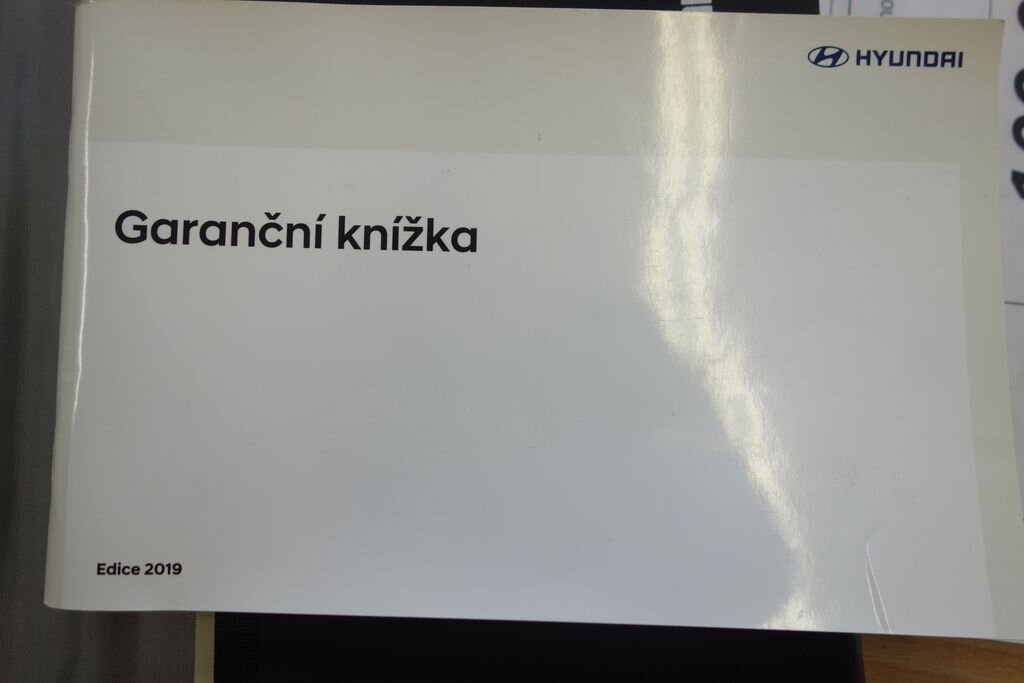 HYUNDAI
Garanční knížka
Edice 2019